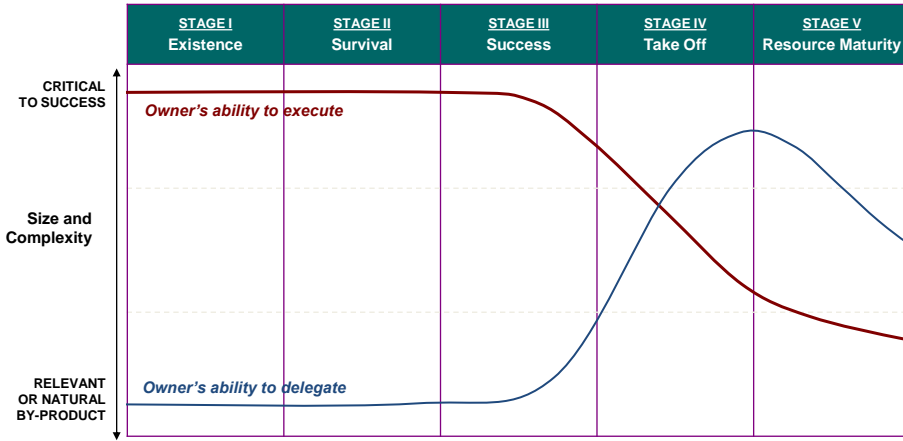 STAGE I
Existence
STAGE II
Survival
STAGE III
Success
STAGE IV
Take Off
STAGE V
Resource Maturity
CRITICAL
TO SUCCESS
Owner's ability to execute
Size and
Complexity
Owner's ability to delegate
RELEVANT
OR NATURAL
BY-PRODUCT